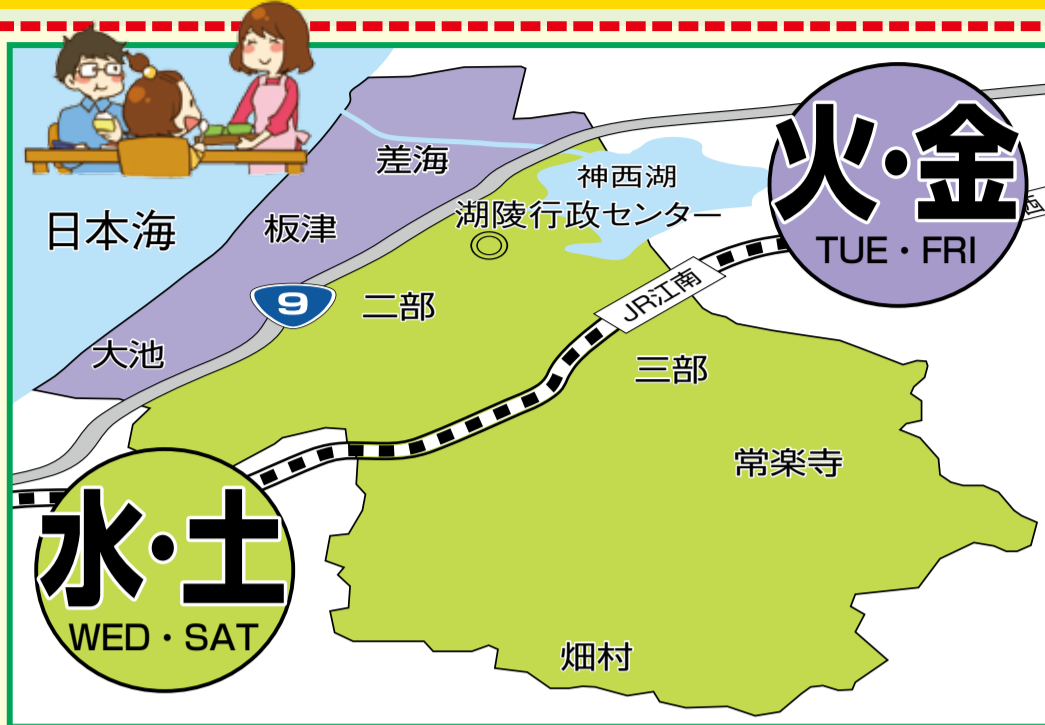 差海
神西湖
火・金
TUE・FRI
日本海
板津
湖陵行政センター
9
二部
JR江南
大池
三部
常楽寺
水・土
WED・SAT
畑村